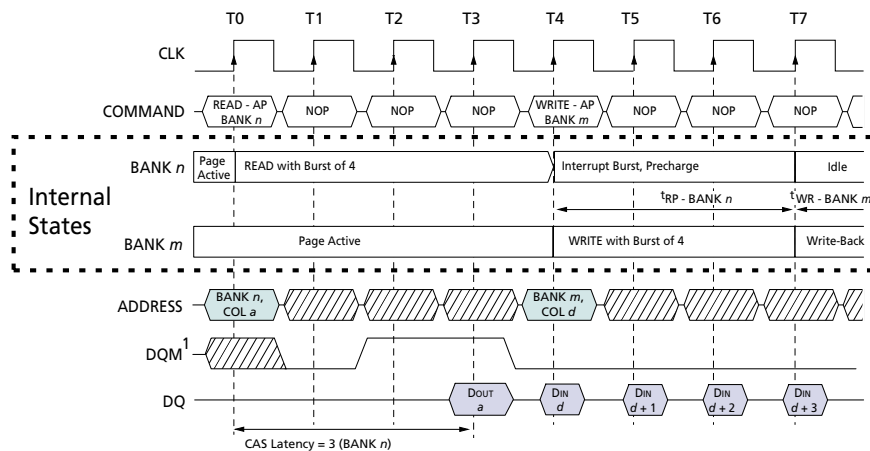 T0 T1 T2 T3 T4 T5 T6 T7
CLK
COMMAND
READ - AP
BANK n
NOP
NOP
NOP
WRITE - AP
BANK m
NOP
NOP
NOP
Internal
States
BANK n
Page
Active
READ with Burst of 4
Interrupt Burst, Precharge
Idle
tRP - BANK n
tWR - BANK m
BANK m
Page Active
WRITE with Burst of 4
Write-Back
ADDRESS
BANK n,
COL a
BANK m,
COL d
DQM1
DQ
DOUT
a
DIN
d
DIN
d + 1
DIN
d + 2
DIN
d + 3
CAS Latency = 3 (BANK n)